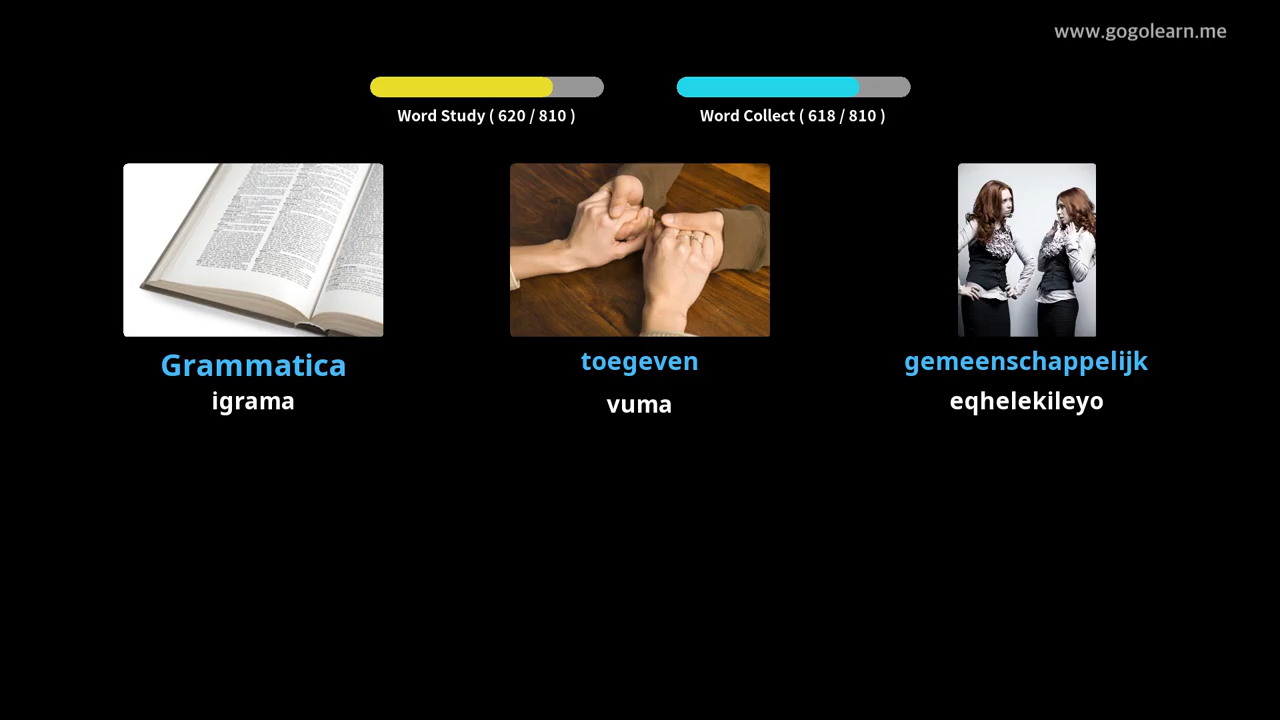 www.gogolearn.me
Word Study ( 620 / 810 )
Word Collect ( 618 / 810 )
Grammatica
igrama
toegeven
vuma
gemeenschappelijk
eqhelekileyo